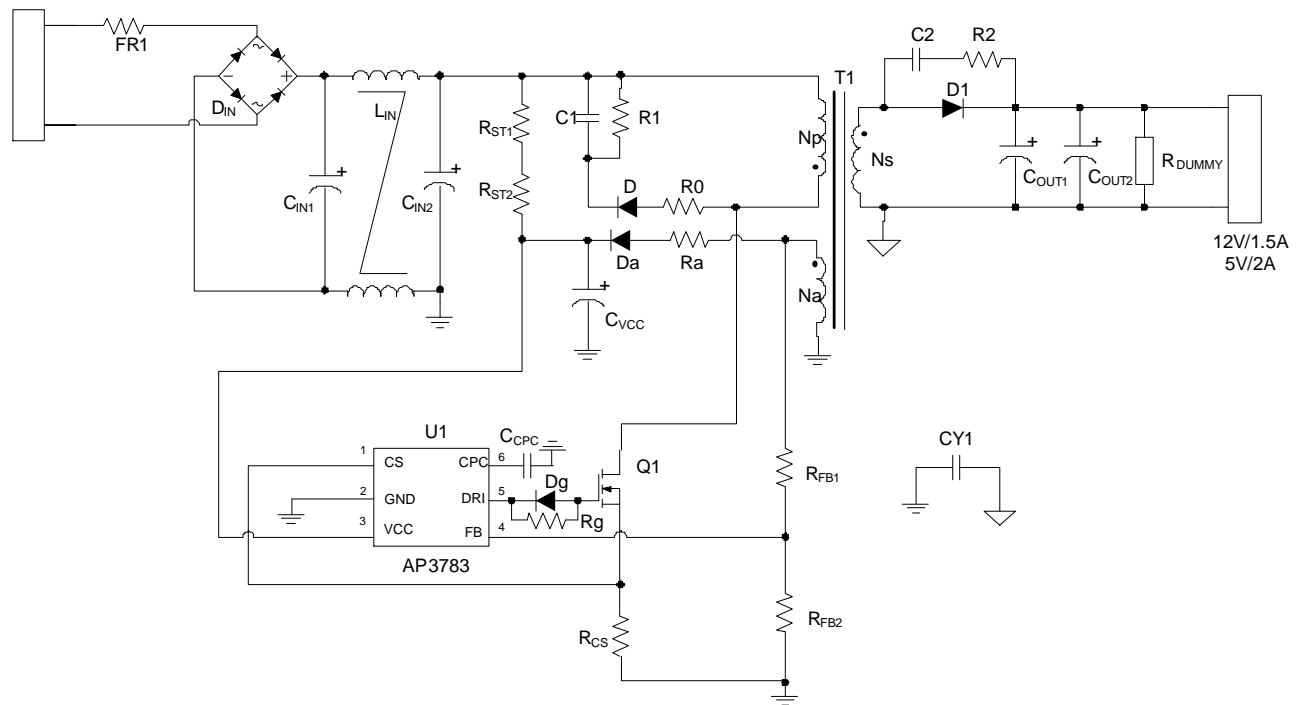 FR1
C2
R2
T1
D1
DIN
LIN
RST1
C1
R1
Np
Ns
COUT1
COUT2
RDUMMY
CIN1
CIN2
RST2
D
R0
12V/1.5A
5V/2A
Da
Ra
Na
CVCC
U1
CCPC
CY1
1
CS
CPC
6
Q1
RFB1
2
GND
DRI
5
Dg
Rg
3
VCC
FB
4
AP3783
RCS
RFB2